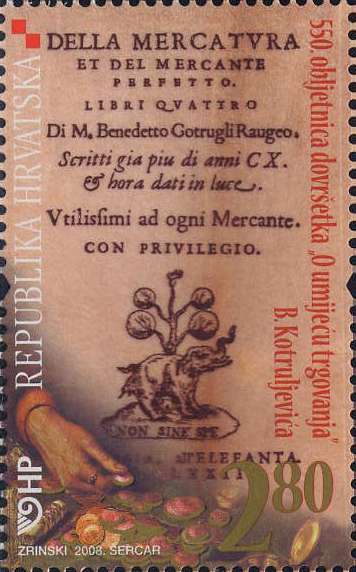 DELLA MERCATVRA
ET DEL MERCANTE
PERFETTO.
LIBRI QVATTRO
Di M. Benedetto Gotrugli Raugeo.
Scritti gia piu di anni CX.
& hora dati in luce.
Vtilissimi ad ogni Mercante.
CON PRIVILEGIO.
NON SINE SPE
ELEFANTA.
REPUBLIKA HRVATSKA
550. obljetnica dovršetka „O umijeću trgovanja”
B. Kotruljevića
HP
2.80
ZRINSKI 2008. SERCAR